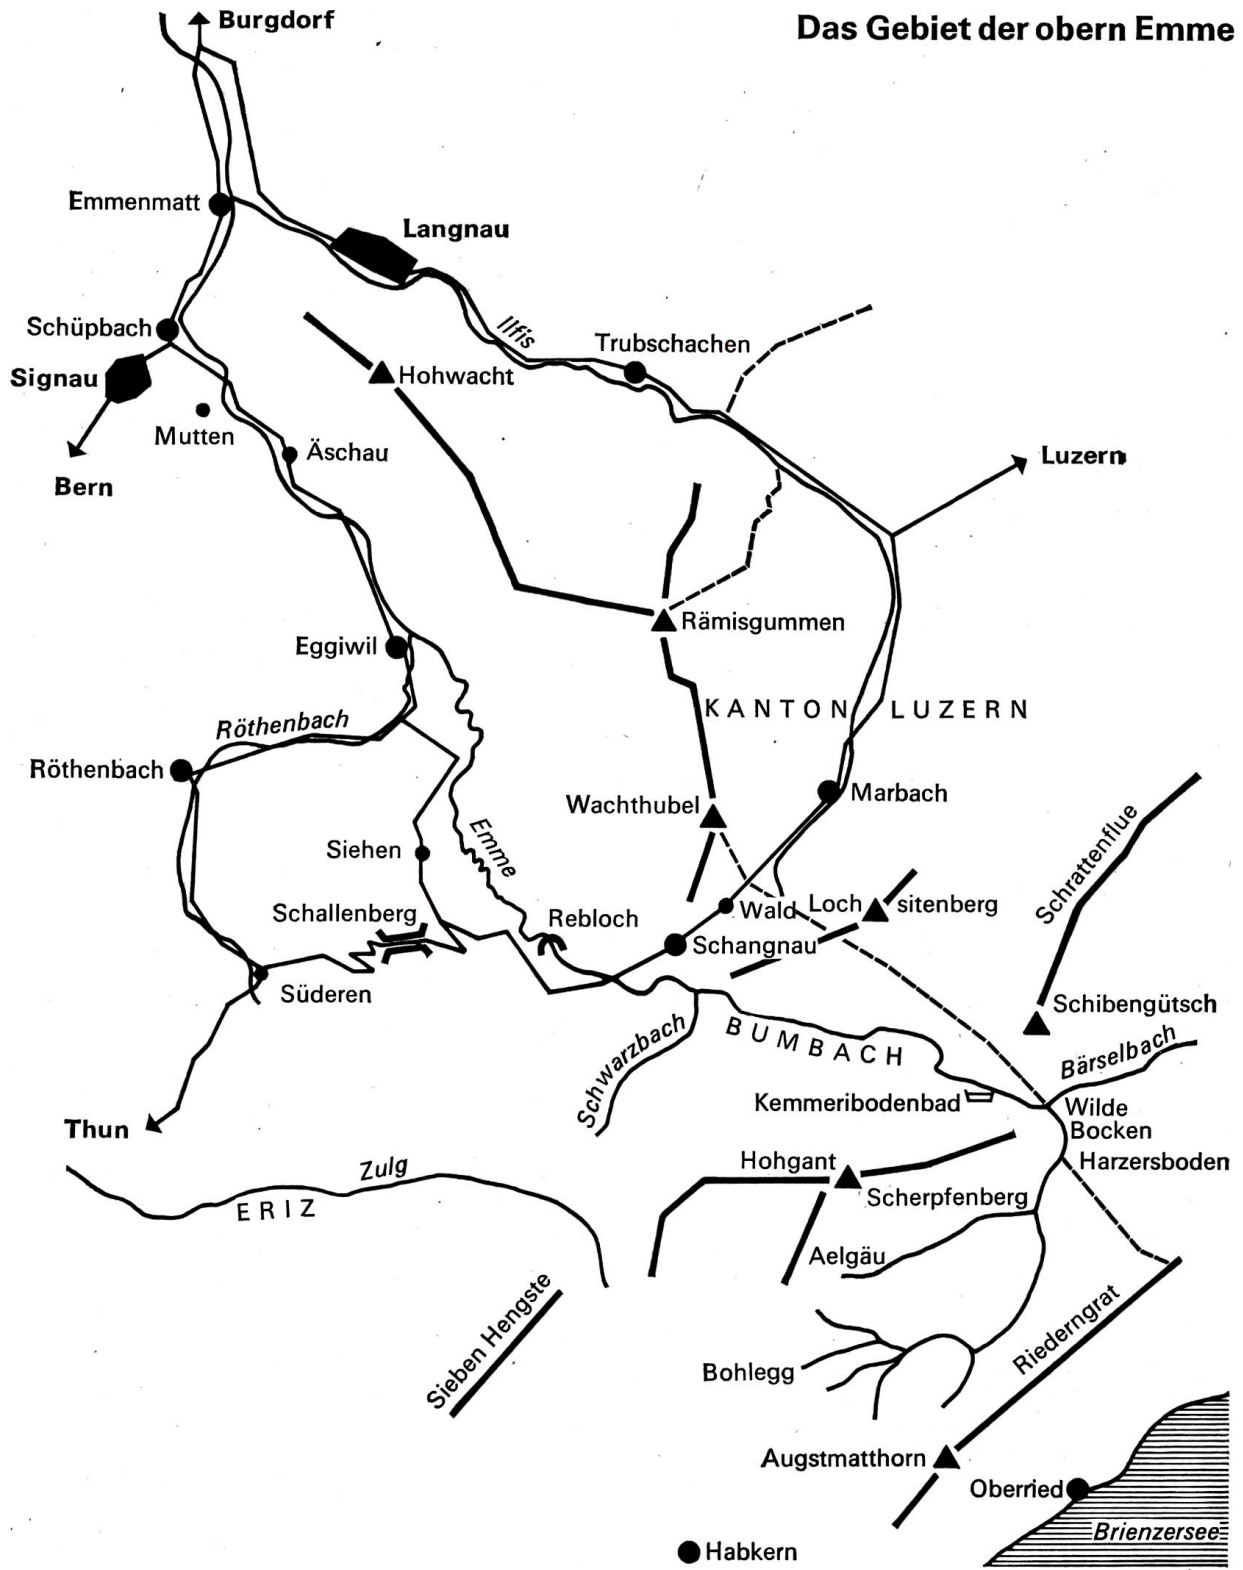 Burgdorf
Das Gebiet der obern Emme
Emmenmatt
Langnau
Schüpbach
Ilfis
Trubschachen
Signau
Hohwacht
Mutten
Äschau
Luzern
Bern
Rämisgummen
Eggiwil
KANTON LUZERN
Röthenbach
Röthenbach
Marbach
Wachthubel
Emme
Schrattenflue
Siehen
Schallenberg
Rebloch
Wald
Loch sitenberg
Schangnau
Süderen
Schibengütsch
BUMBACH
Schwarzbach
Bärselbach
Kemmeribodenbad
Wilde
Bocken
Thun
Harzersboden
Hohgant
Zulg
Scherpfenberg
ERIZ
Aelgäu
Sieben Hengste
Riederngrat
Bohlegg
Augstmatthorn
Oberried
Brienzersee
Habkern